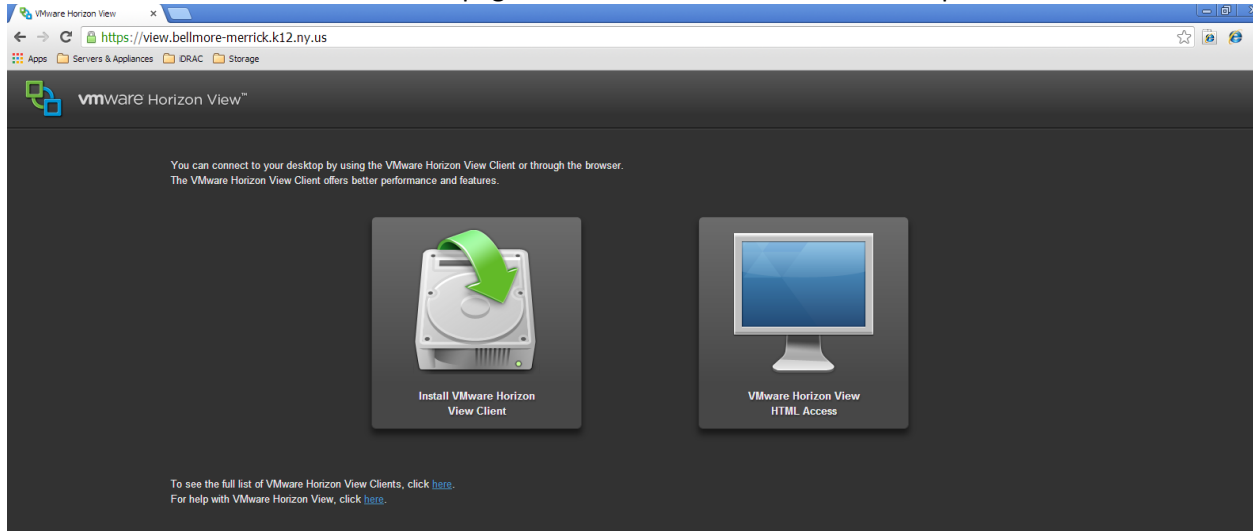 VMware Horizon View
https://view.bellmore-merrick.k12.ny.us
Apps Servers & Appliances iDRAC Storage
vmware Horizon View™
You can connect to your desktop by using the VMware Horizon View Client or through the browser.
The VMware Horizon View Client offers better performance and features.
Install VMware Horizon
View Client
VMware Horizon View
HTML Access
To see the full list of VMware Horizon View Clients, click here.
For help with VMware Horizon View, click here.